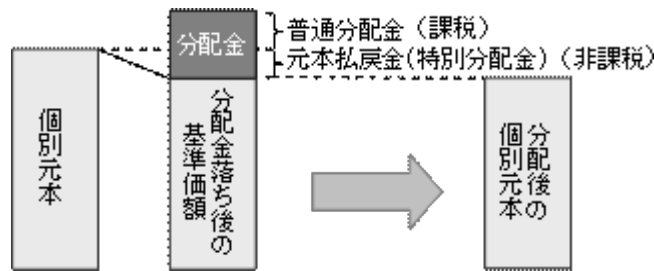 普通分配金（課税）
分配金
元本払戻金(特別分配金)（非課税）
個別元本
分配金落ち後の
基準価額
分配後の
個別元本